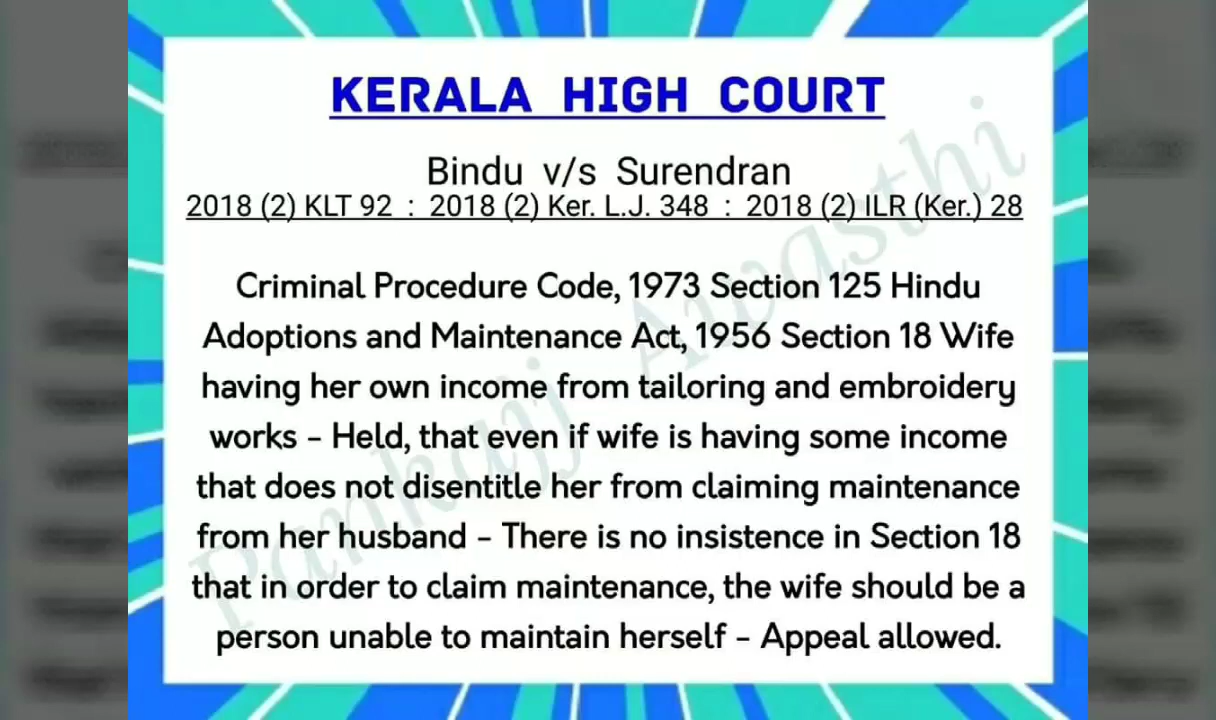 KERALA HIGH COURT
Bindu v/s Surendran
2018 (2) KLT 92 : 2018 (2) Ker. L.J. 348 : 2018 (2) ILR (Ker.) 28
Criminal Procedure Code, 1973 Section 125 Hindu
Adoptions and Maintenance Act, 1956 Section 18 Wife
having her own income from tailoring and embroidery
works - Held, that even if wife is having some income
that does not disentitle her from claiming maintenance
from her husband - There is no insistence in Section 18
that in order to claim maintenance, the wife should be a
person unable to maintain herself - Appeal allowed.
Pankajj Awasthi